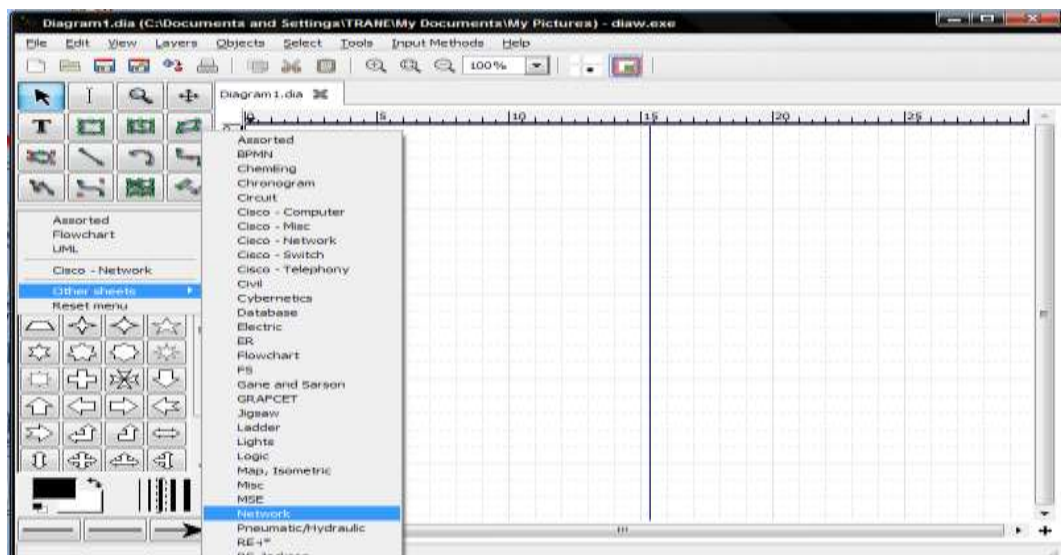 Diagram1.dia (C:\Documents and Settings\TRANE\My Documents\My Pictures) - diaw.exe
File Edit View Layers Objects Select Tools Input Methods Help
100%
Diagram1.dia
0 5 10 15 20 25
T
Assorted
Flowchart
UML
Cisco - Network
Other sheets
Reset menu
Assorted
BPMN
ChemEng
Chronogram
Circuit
Cisco - Computer
Cisco - Misc
Cisco - Network
Cisco - Switch
Cisco - Telephony
Civil
Cybernetics
Database
Electric
ER
Flowchart
FS
Gane and Sarson
GRAFCET
Jigsaw
Ladder
Lights
Logic
Map, Isometric
Misc
MSE
Network
Pneumatic/Hydraulic